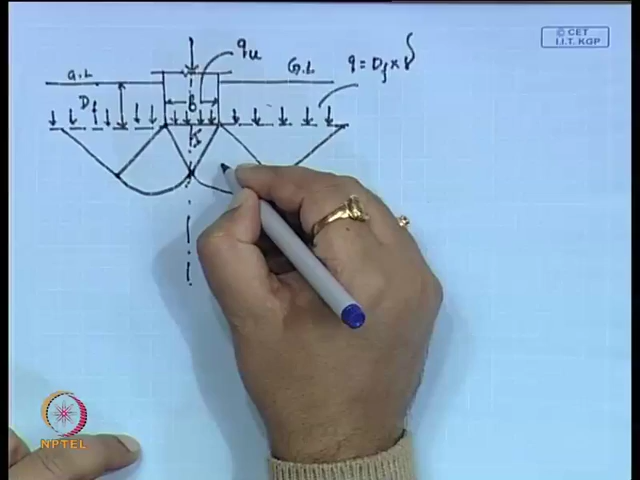 © CET
I.I.T. KGP
qu
G.L
G.L
q = Df x γ
Df
B
NPTEL